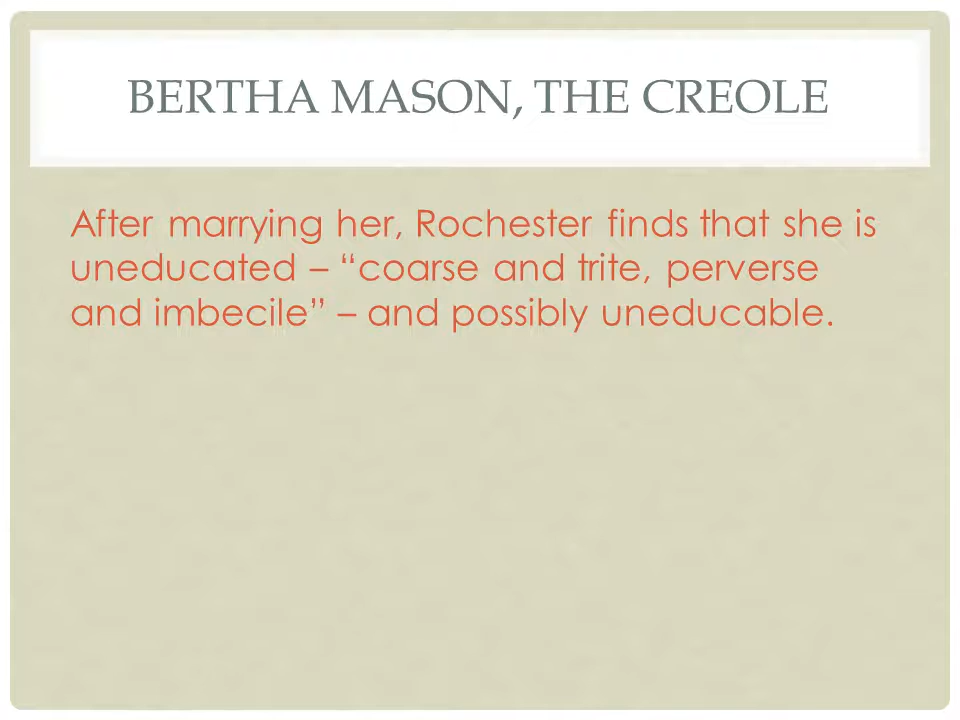 BERTHA MASON, THE CREOLE
After marrying her, Rochester finds that she is
uneducated – “coarse and trite, perverse
and imbecile” – and possibly uneducable.